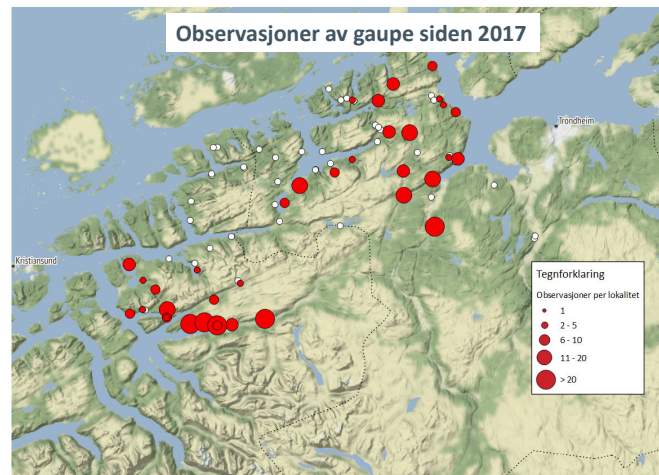 Observasjoner av gaupe siden 2017
Trondheim
Kristiansund
Tegnforklaring
Observasjoner per lokalitet
1
2 - 5
6 - 10
11 - 20
> 20